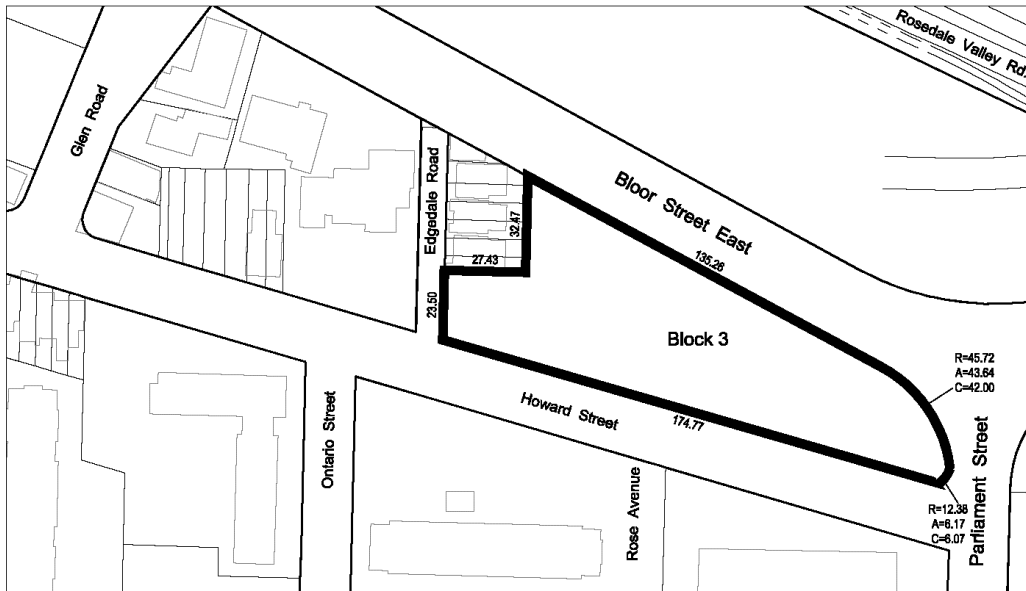 Rosedale Valley Rd.
Glen Road
Edgedale Road
Bloor Street East
32.47
27.43
135.26
23.50
Block 3
R=45.72
A=43.64
C=42.00
Howard Street
174.77
Ontario Street
Rose Avenue
Parliament Street
R=12.38
A=6.17
C=6.07